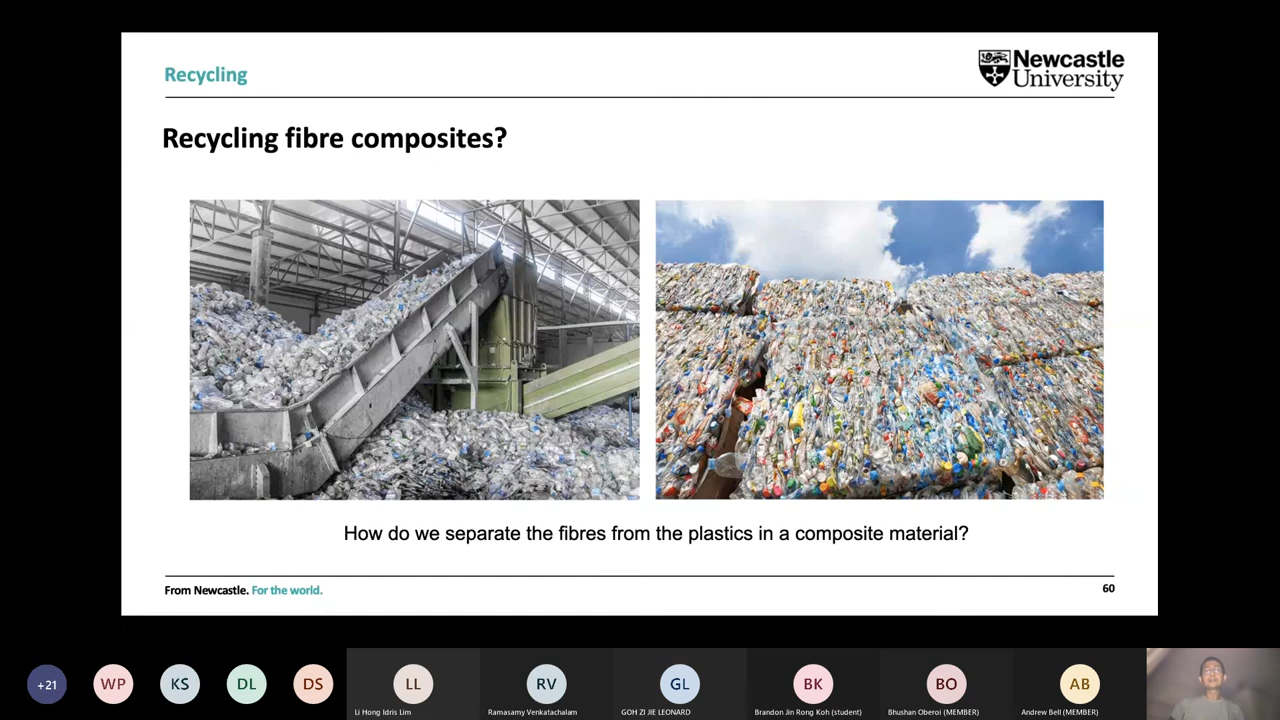 Recycling
Newcastle
University
Recycling fibre composites?
How do we separate the fibres from the plastics in a composite material?
From Newcastle. For the world.
60
+21
WP
KS
DL
DS
LL
RV
GL
BK
BO
AB
Li Hong Idris Lim
Ramasamy Venkatachalam
GOH ZI JIE LEONARD
Brandon Jin Rong Koh (student)
Bhushan Oberoi (MEMBER)
Andrew Bell (MEMBER)